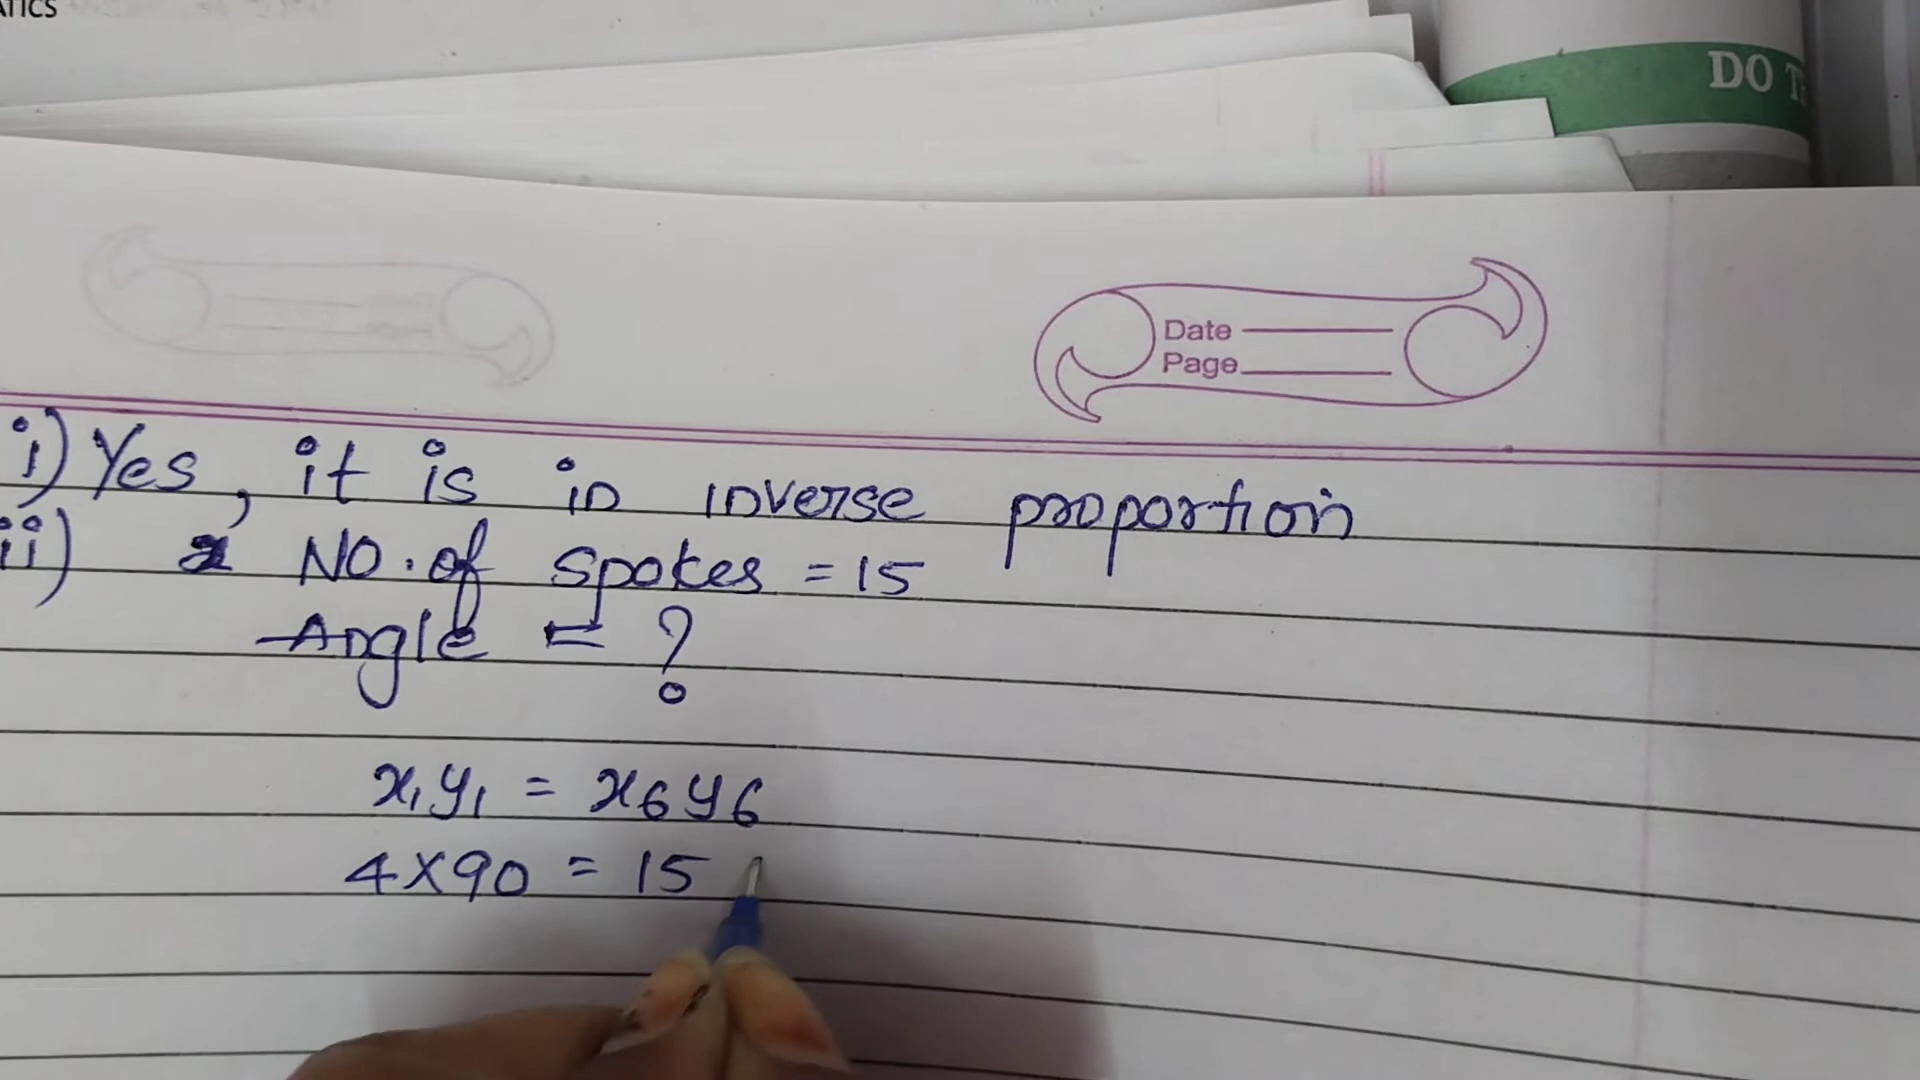 ATICS
DO T
Date
Page
i) Yes, it is in inverse proportion
ii) No. of spokes = 15
Angle = ?
x₁y₁ = x₆y₆
4×90 = 15